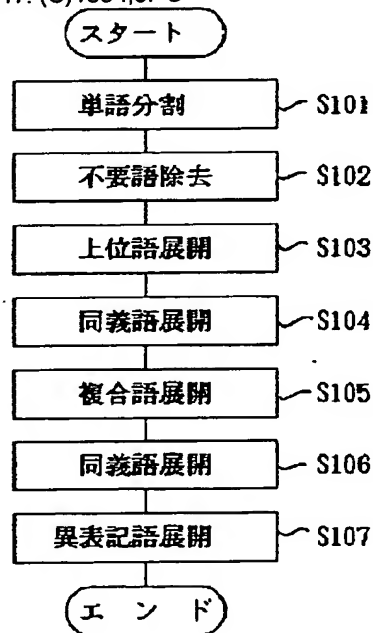 スタート
単語分割 S101
不要語除去 S102
上位語展開 S103
同義語展開 S104
複合語展開 S105
同義語展開 S106
異表記語展開 S107
エンド